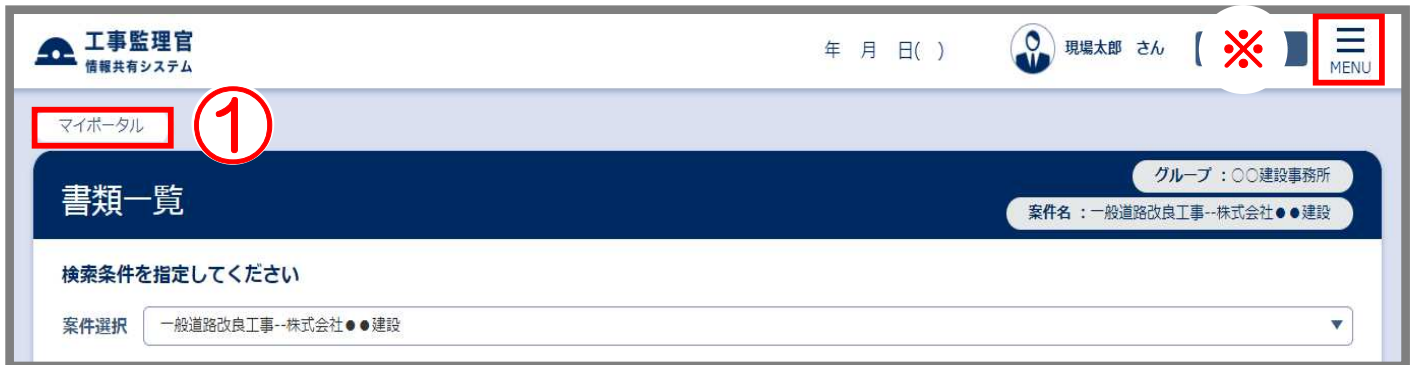 工事監理官
情報共有システム
年 月 日( )
現場太郎 さん
【 ※ 】
MENU
マイポータル
①
書類一覧
グループ：○○建設事務所
案件名：一般道路改良工事--株式会社●●建設
検索条件を指定してください
案件選択
一般道路改良工事--株式会社●●建設